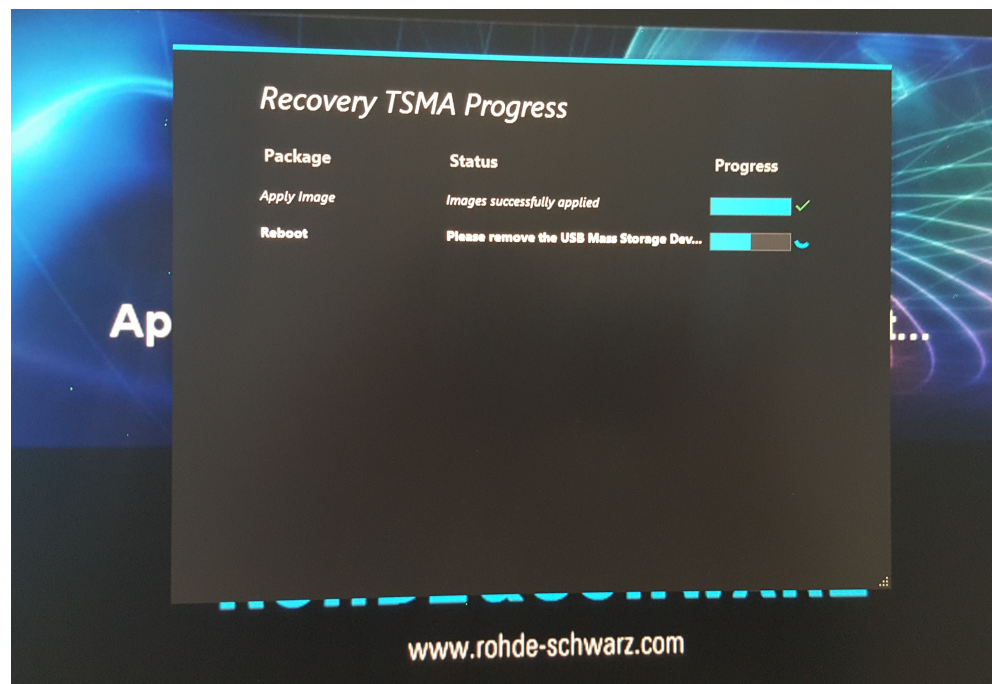 Recovery TSMA Progress
Package Status Progress
Apply Image Images successfully applied
Reboot Please remove the USB Mass Storage Dev...
www.rohde-schwarz.com